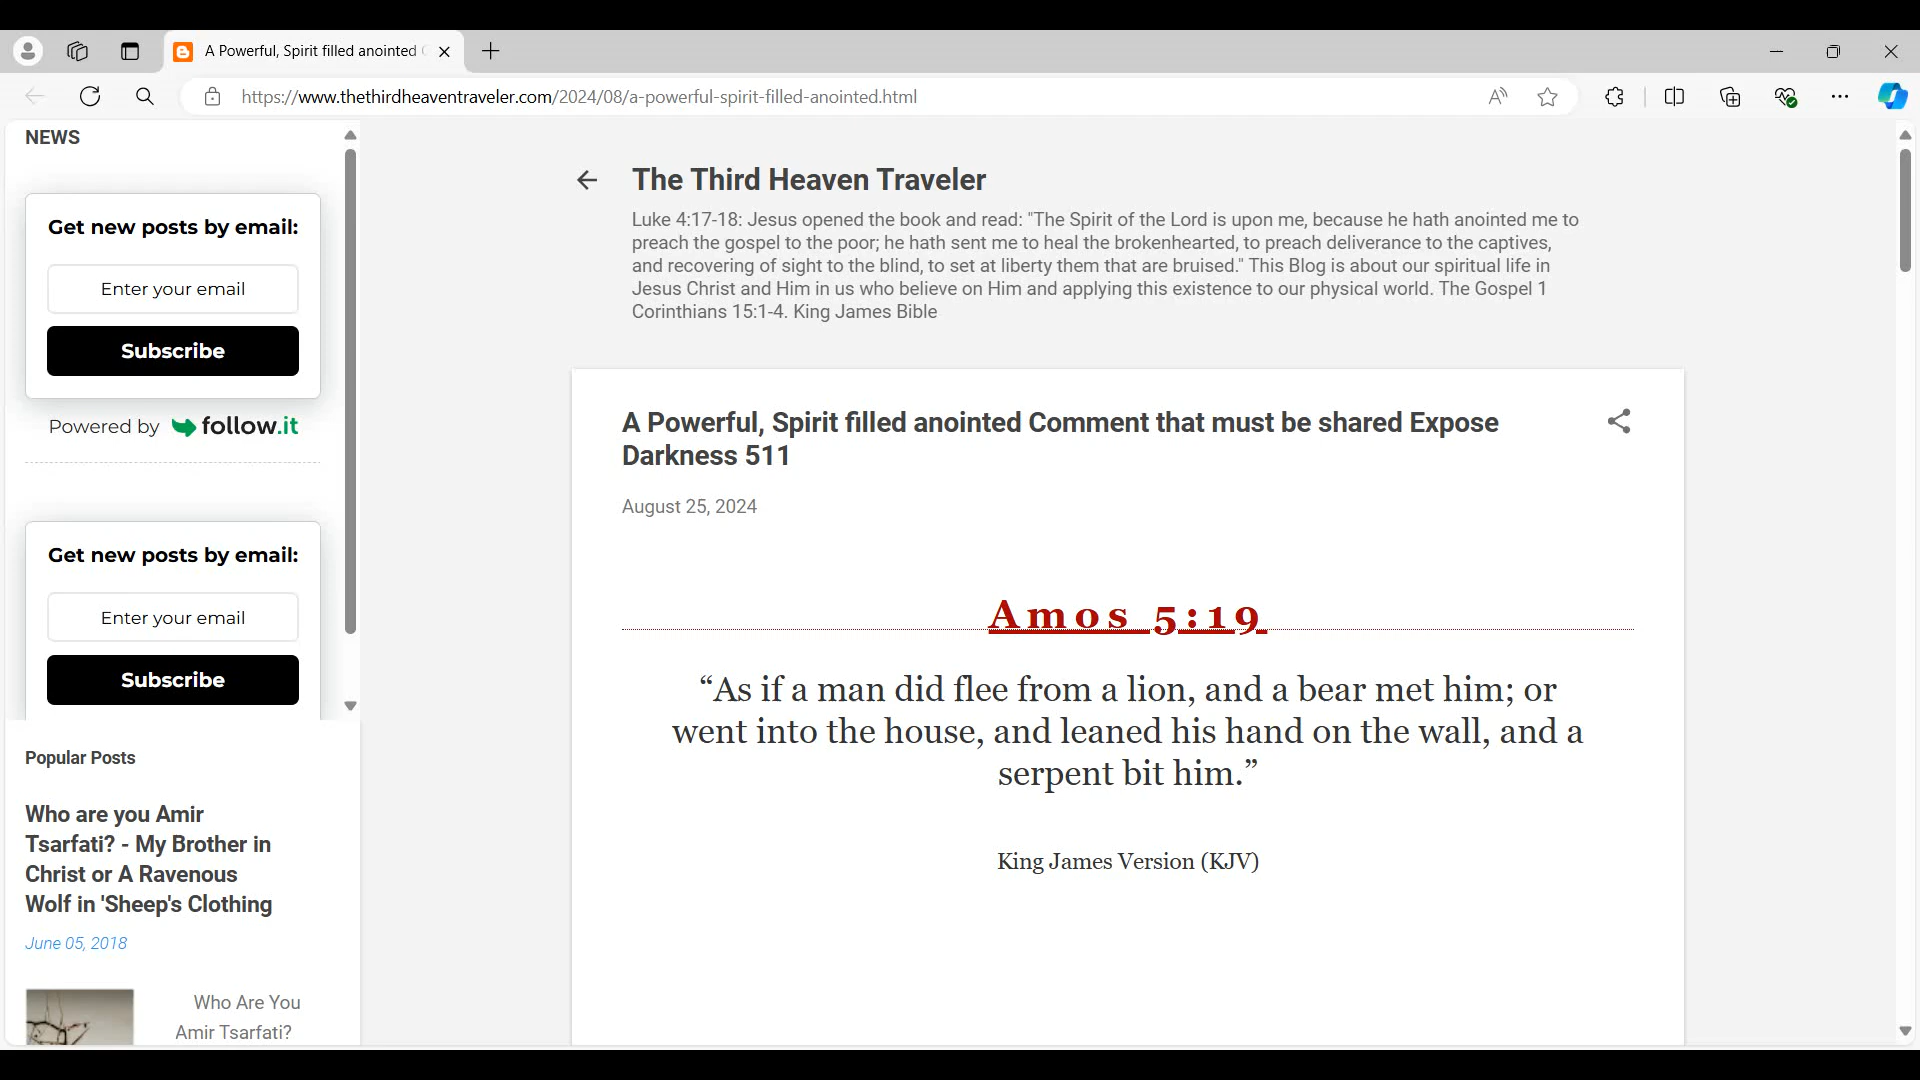 A Powerful, Spirit filled anointed
https://www.thethirdheaventraveler.com/2024/08/a-powerful-spirit-filled-anointed.html
NEWS
Get new posts by email:
Enter your email
Subscribe
Powered by follow.it
Get new posts by email:
Enter your email
Subscribe
Popular Posts
Who are you Amir
Tsarfati? - My Brother in
Christ or A Ravenous
Wolf in 'Sheep's Clothing
June 05, 2018
Who Are You
Amir Tsarfati?
The Third Heaven Traveler
Luke 4:17-18: Jesus opened the book and read: "The Spirit of the Lord is upon me, because he hath anointed me to
preach the gospel to the poor; he hath sent me to heal the brokenhearted, to preach deliverance to the captives,
and recovering of sight to the blind, to set at liberty them that are bruised." This Blog is about our spiritual life in
Jesus Christ and Him in us who believe on Him and applying this existence to our physical world. The Gospel 1
Corinthians 15:1-4. King James Bible
A Powerful, Spirit filled anointed Comment that must be shared Expose
Darkness 511
August 25, 2024
Amos 5:19
“As if a man did flee from a lion, and a bear met him; or
went into the house, and leaned his hand on the wall, and a
serpent bit him.”
King James Version (KJV)